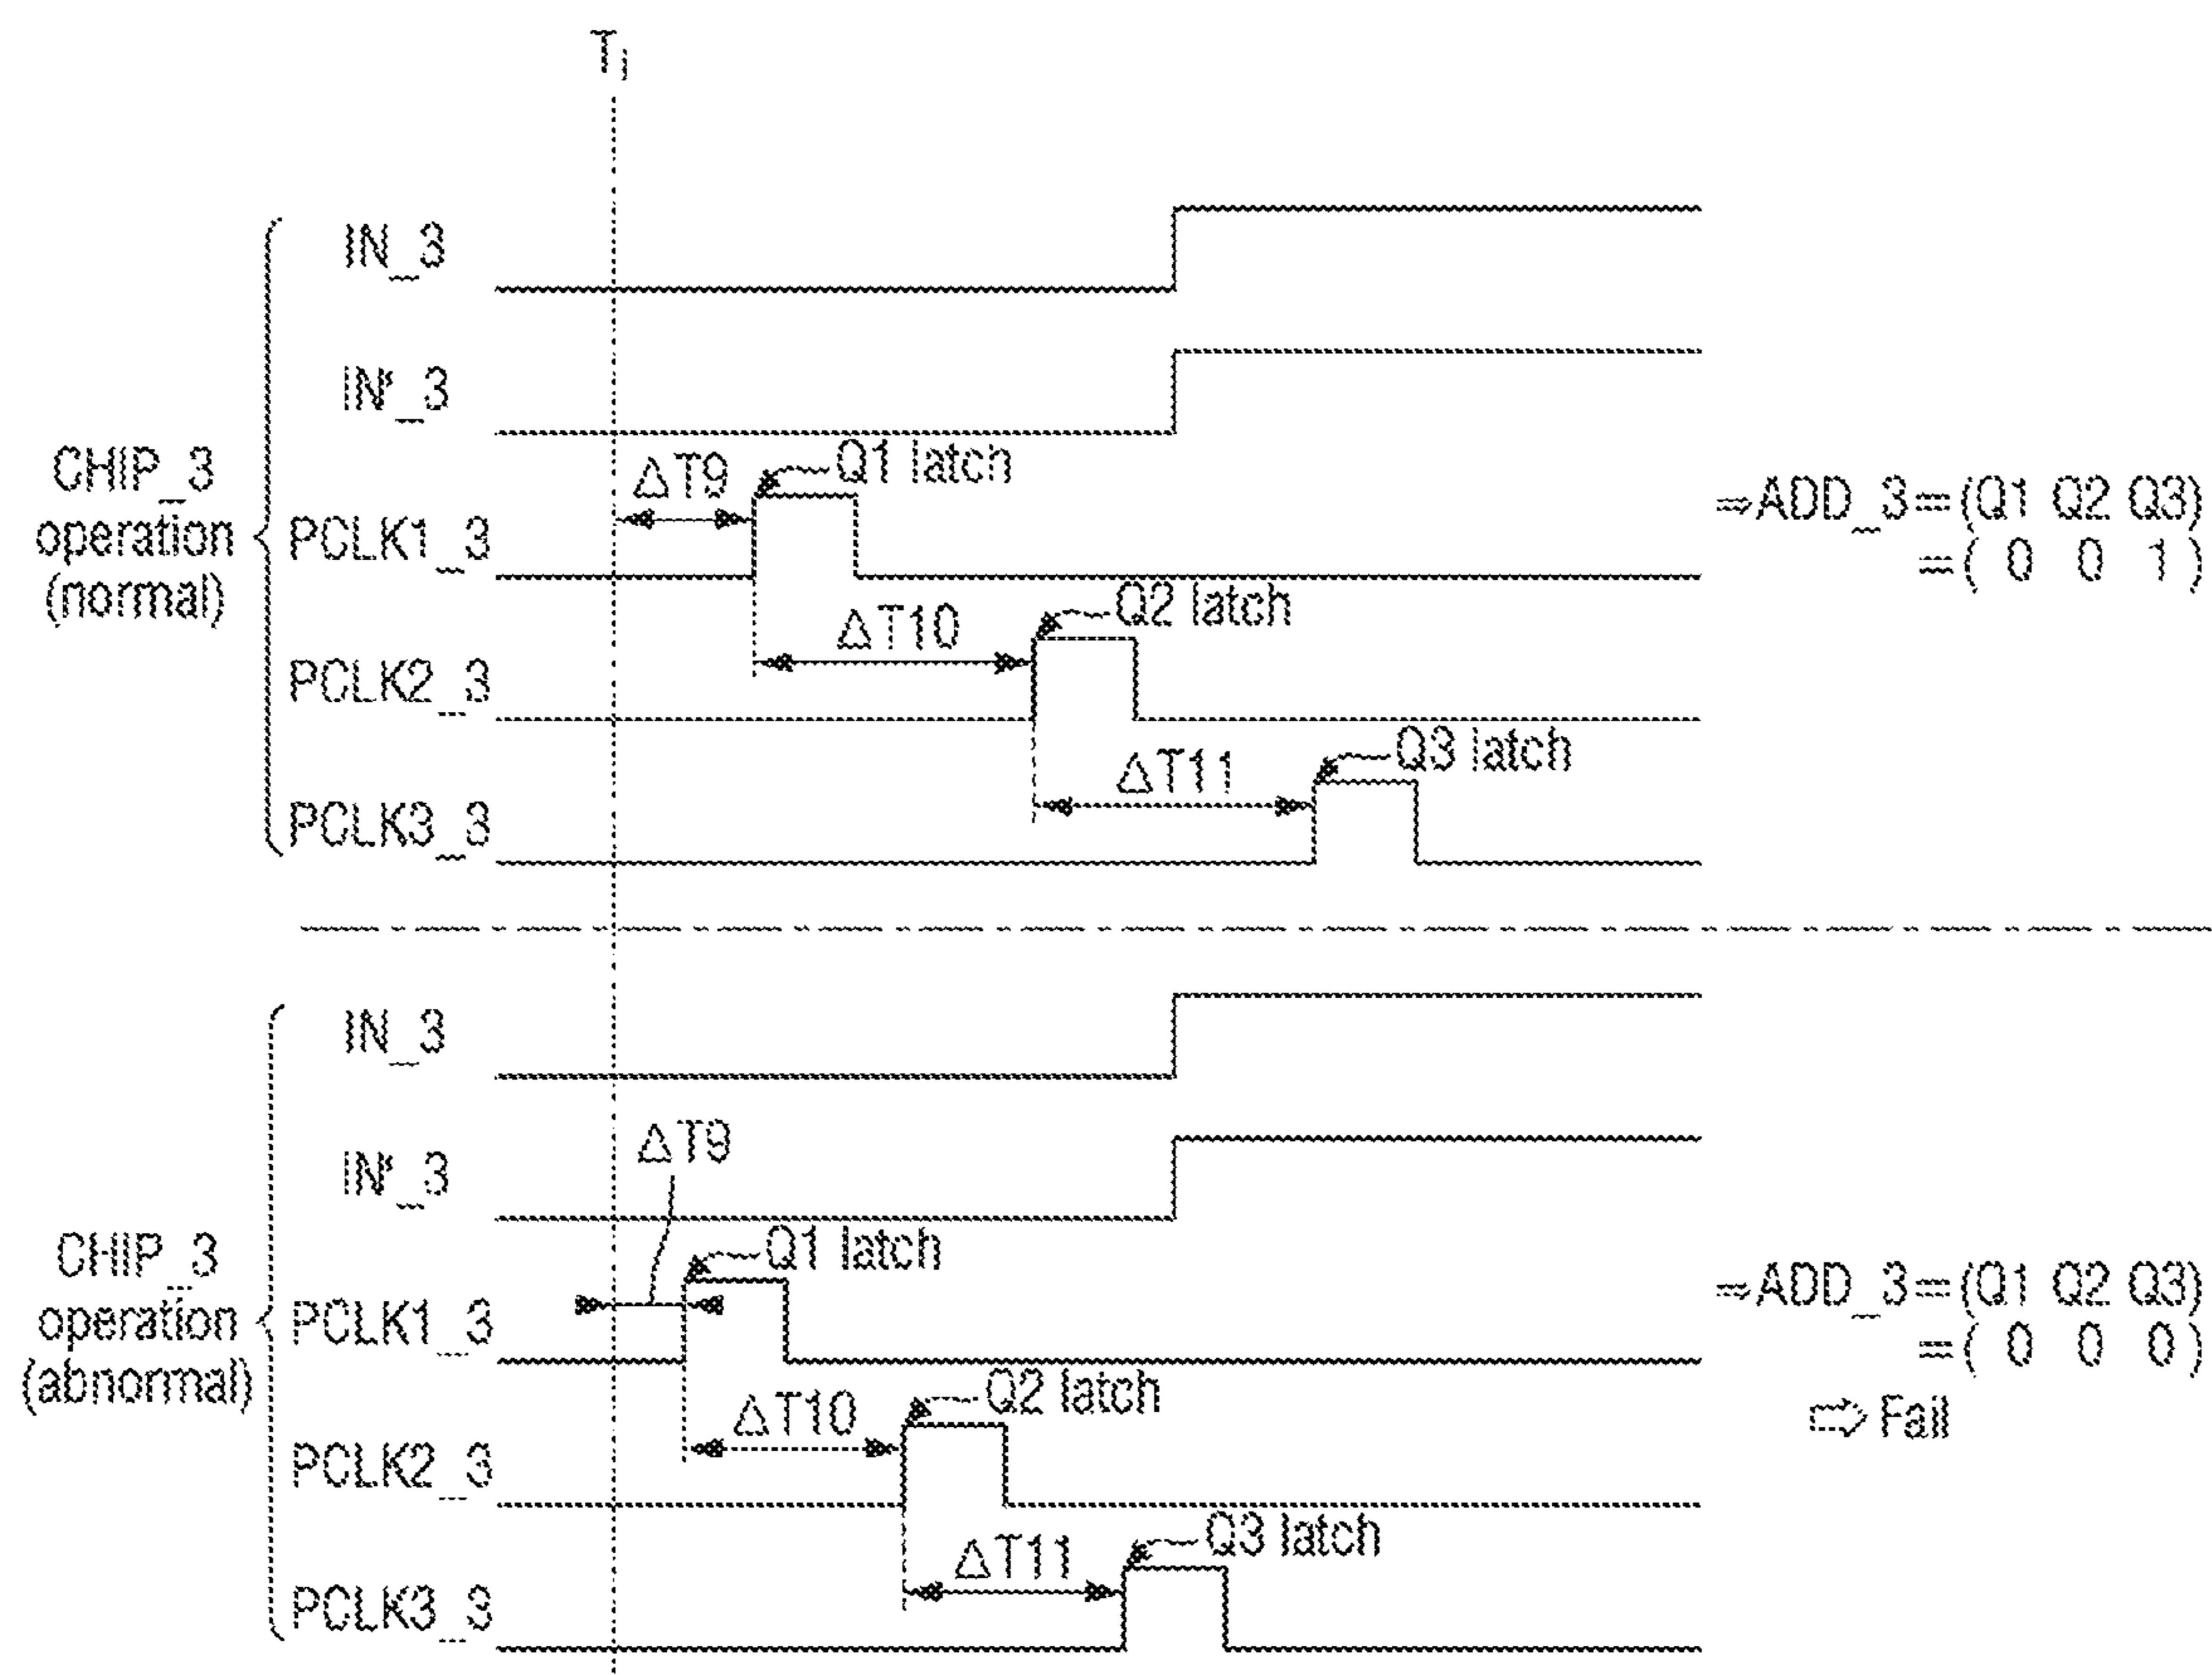 Ti
IN_3
IN'_3
CHIP_3
operation
(normal)
ΔT9
Q1 latch
PCLK1_3
ΔT10
Q2 latch
PCLK2_3
ΔT11
Q3 latch
PCLK3_3
⇒ADD_3=(Q1 Q2 Q3)
=( 0 0 1 )
IN_3
IN'_3
CHIP_3
operation
(abnormal)
ΔT9
Q1 latch
PCLK1_3
ΔT10
Q2 latch
PCLK2_3
ΔT11
Q3 latch
PCLK3_3
⇒ADD_3=(Q1 Q2 Q3)
=( 0 0 0 )
⇨ Fail